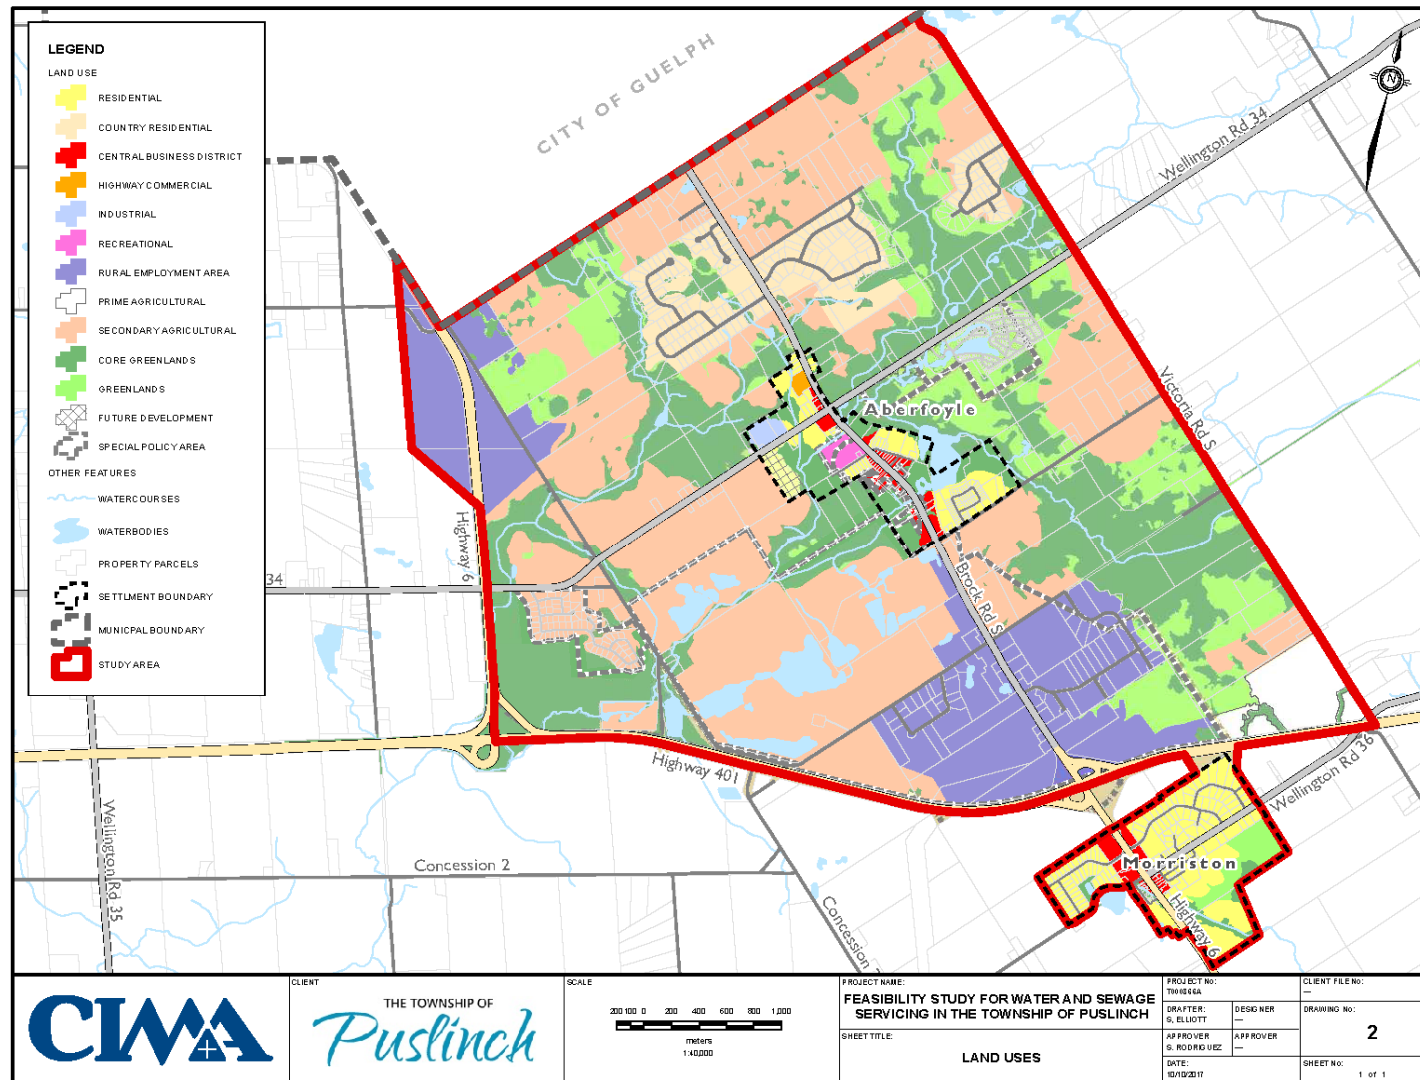 LEGEND
LAND USE
RESIDENTIAL
COUNTRY RESIDENTIAL
CENTRAL BUSINESS DISTRICT
HIGHWAY COMMERCIAL
INDUSTRIAL
RECREATIONAL
RURAL EMPLOYMENT AREA
PRIME AGRICULTURAL
SECONDARY AGRICULTURAL
CORE GREENLANDS
GREENLANDS
FUTURE DEVELOPMENT
SPECIAL POLICY AREA
OTHER FEATURES
WATERCOURSES
WATERBODIES
PROPERTY PARCELS
SETTLMENT BOUNDARY
MUNICPAL BOUNDARY
STUDY AREA
CITY OF GUELPH
N
Wellington Rd 34
Victoria Rd S
Aberfoyle
Highway 6
34
Brock Rd S
Highway 401
Wellington Rd 36
Wellington Rd 35
Concession 2
Concession 7
Morriston
Highway 6
CIMA+
CLIENT
THE TOWNSHIP OF
Puslinch
SCALE
200 100 0 200 400 600 800 1,000
meters
1:40,000
PROJECT NAME:
FEASIBILITY STUDY FOR WATER AND SEWAGE
SERVICING IN THE TOWNSHIP OF PUSLINCH
SHEET TITLE:
LAND USES
PROJECT No:
CLIENT FILE No:
—
DRAFTER:
S. ELLIOTT
DESIGNER
—
DRAWING No:
2
APPROVER
S. RODRIGUEZ
APPROVER
—
DATE:
10/10/2017
SHEET No:
1 of 1